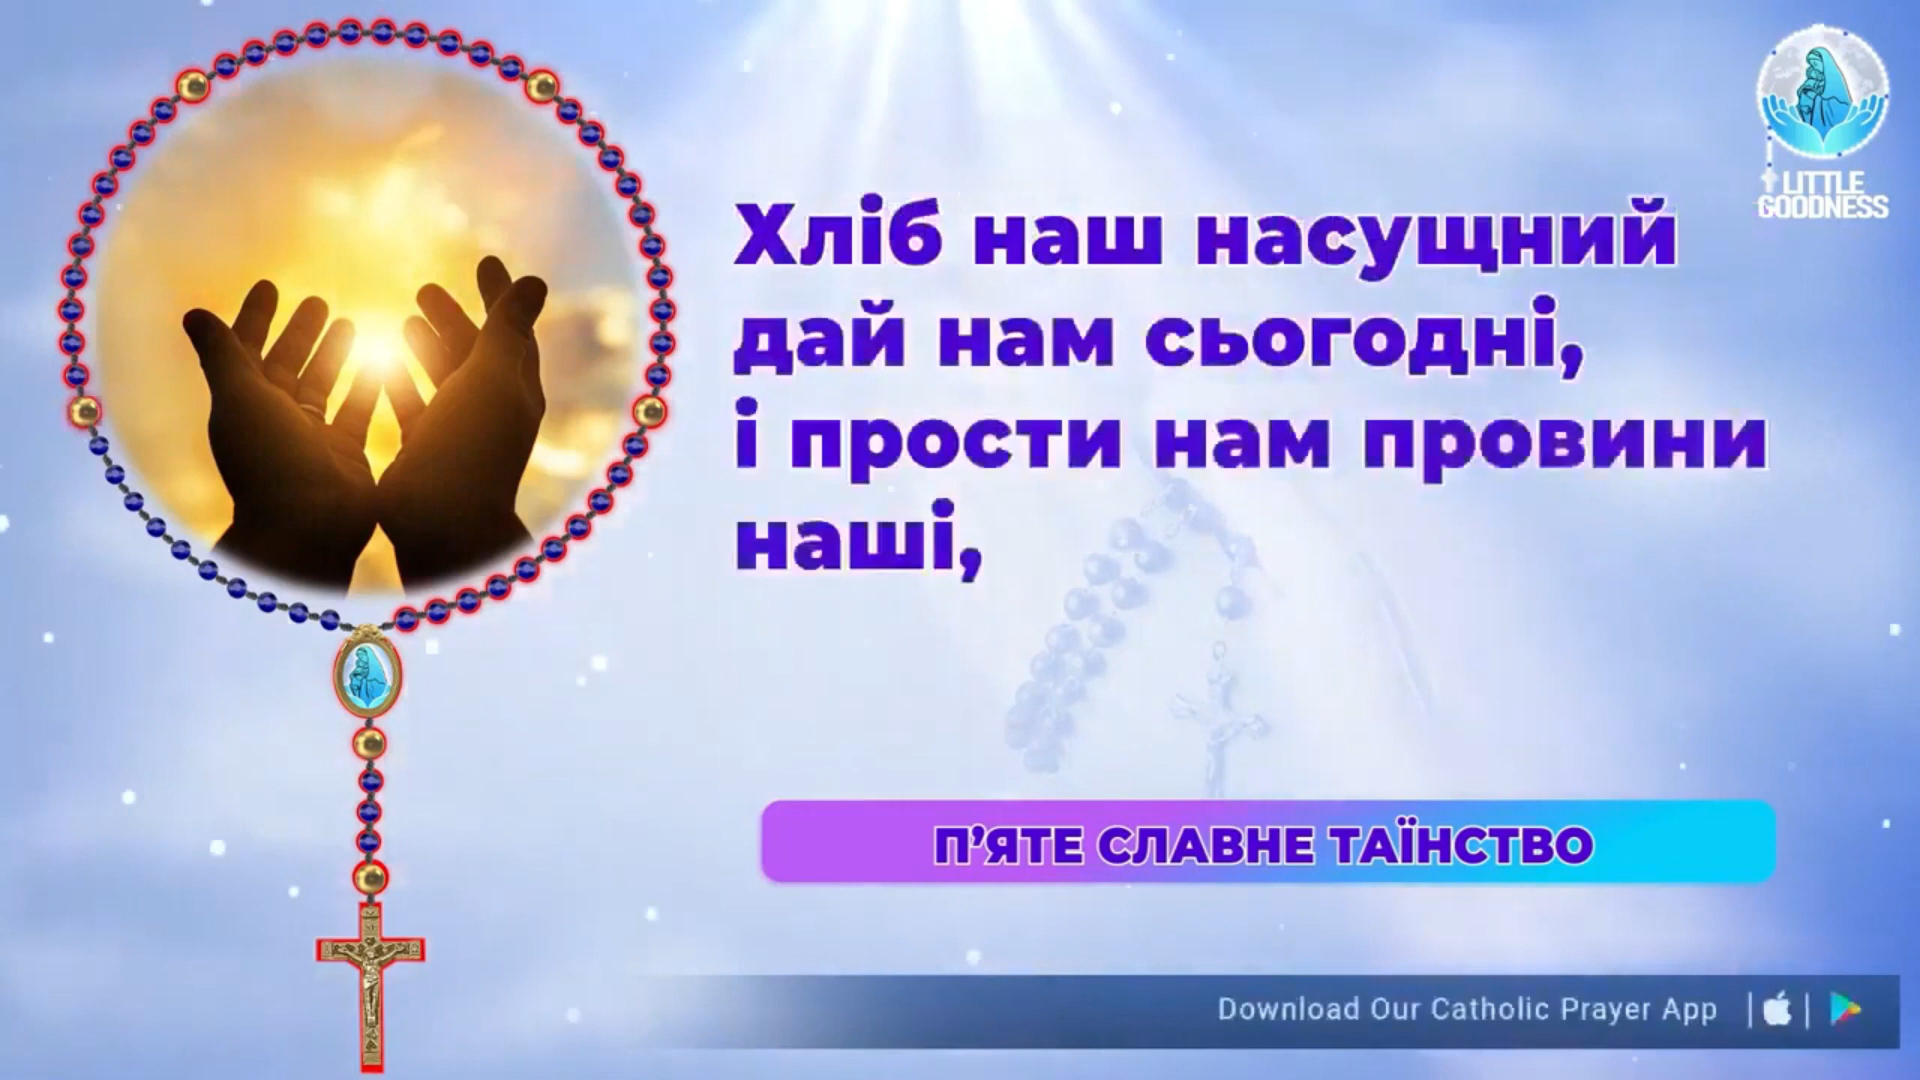 Хліб наш насущний
дай нам сьогодні,
і прости нам провини
наші,
LITTLE
GOODNESS
П’ЯТЕ СЛАВНЕ ТАЇНСТВО
Download Our Catholic Prayer App